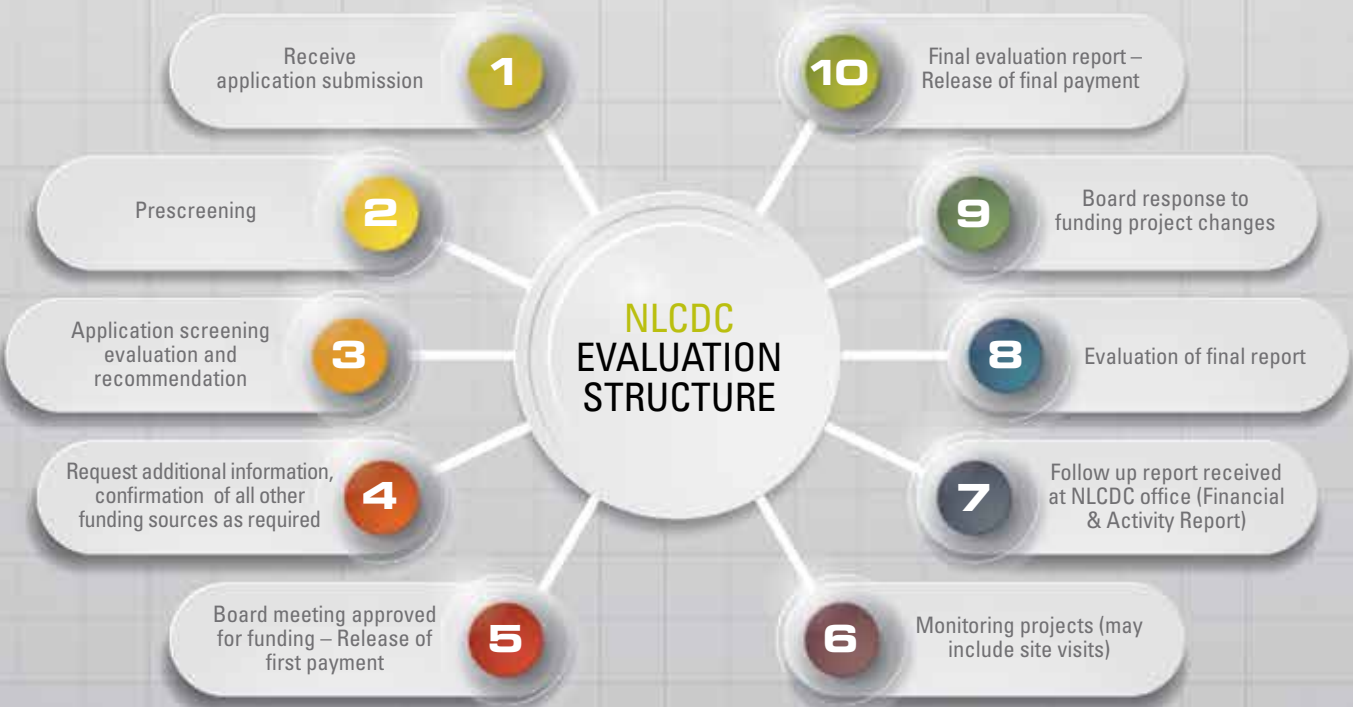 1
Receive
application submission
2
Prescreening
3
Application screening
evaluation and
recommendation
4
Request additional information,
confirmation of all other
funding sources as required
5
Board meeting approved
for funding – Release of
first payment
NLCDC
EVALUATION
STRUCTURE
6
Monitoring projects (may
include site visits)
7
Follow up report received
at NLCDC office (Financial
& Activity Report)
8
Evaluation of final report
9
Board response to
funding project changes
10
Final evaluation report –
Release of final payment